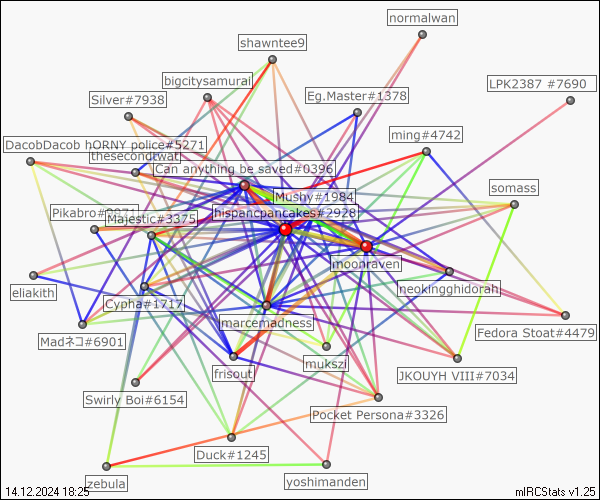 normalwan
shawntee9
bigcitysamurai
LPK2387 #7690
Silver#7938
Eg.Master#1378
ming#4742
DacobDacob hORNY police#5271
thesecondtwat
Can anything be saved#0396
Mushy#1984
somass
Majestic#3375
hispancpancakes#2928
moonraven
eliakith
neokingghidorah
Cypha#1717
marcemadness
Fedora Stoat#4479
Madネコ#6901
frisout
mukszi
JKOUYH VIII#7034
Swirly Boi#6154
Pocket Persona#3326
Duck#1245
zebula
yoshimanden
14.12.2024 18:25
mIRCStats v1.25